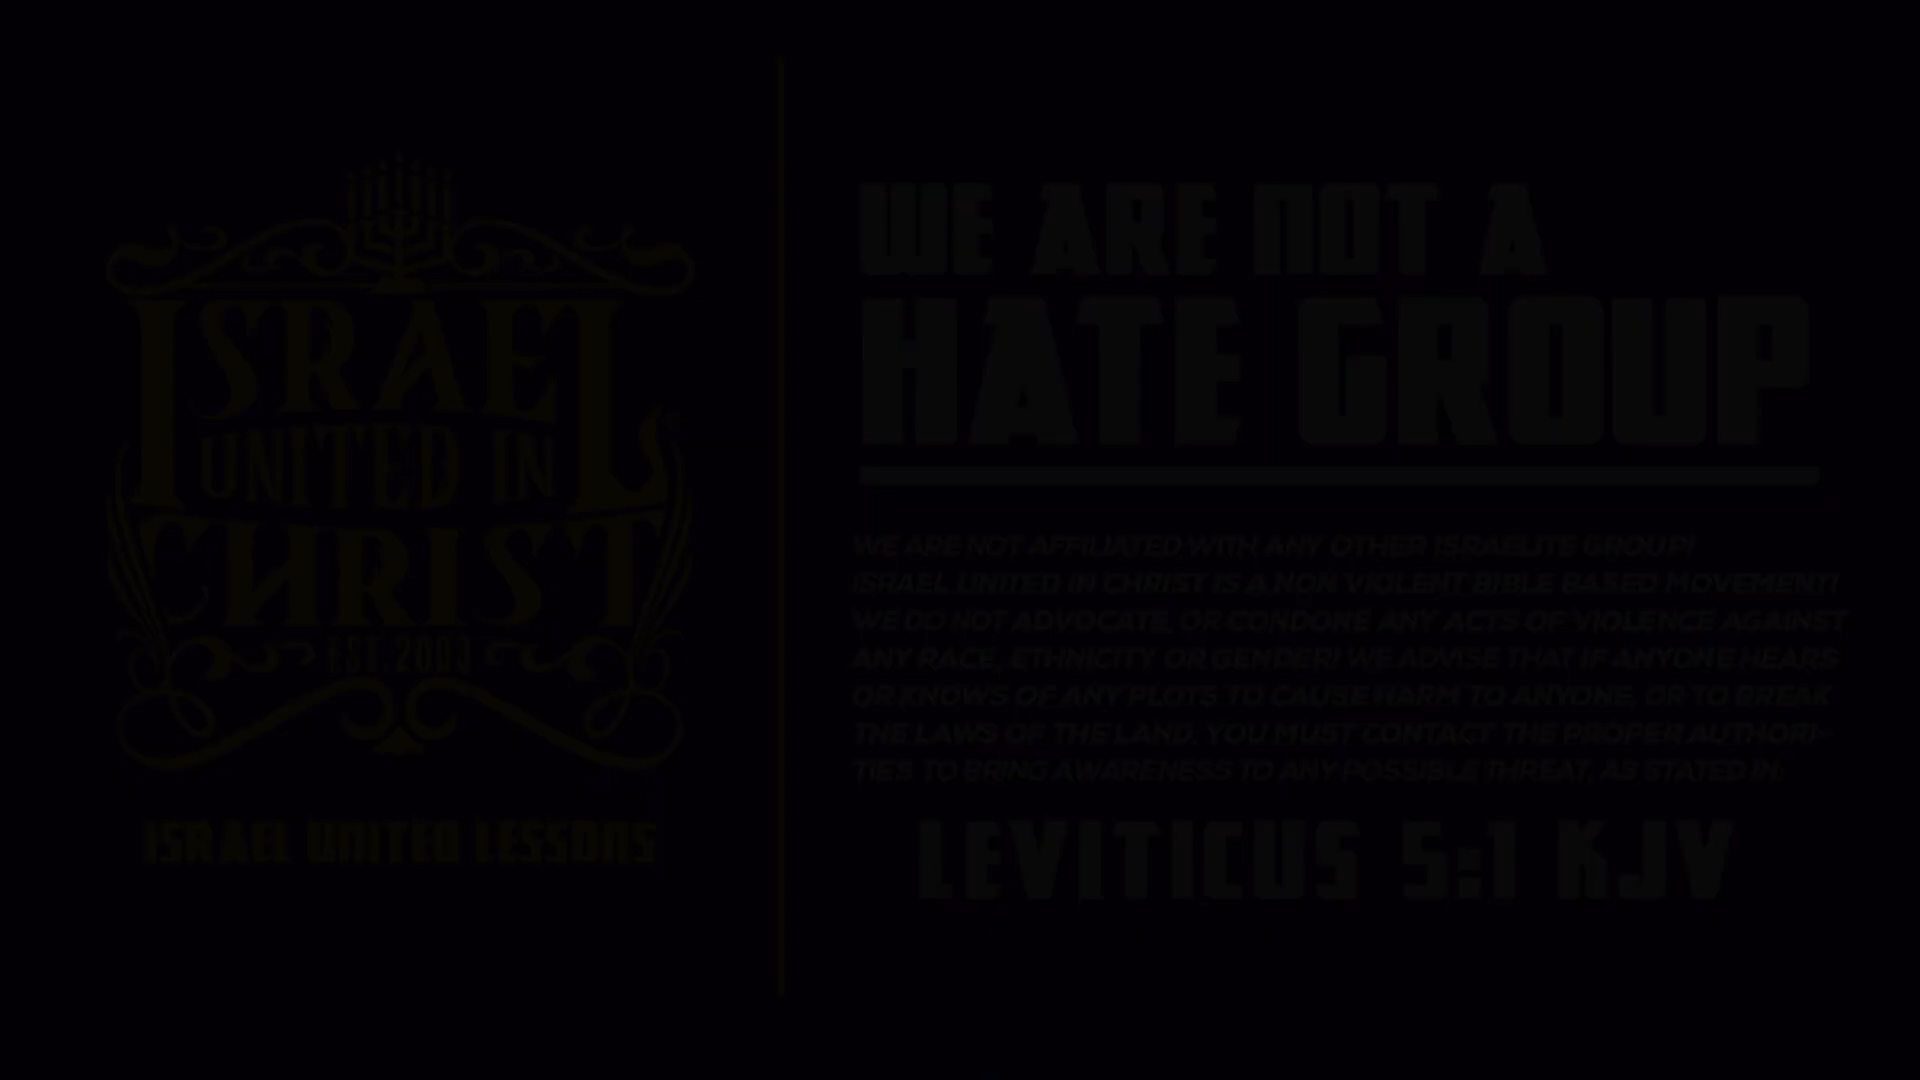 ISRAEL
UNITED IN
CHRIST
EST. 2003
ISRAEL UNITED LESSONS
WE ARE NOT A
HATE GROUP
WE ARE NOT AFFILIATED WITH ANY OTHER ISRAELITE GROUP!
ISRAEL UNITED IN CHRIST IS A NON VIOLENT BIBLE BASED MOVEMENT!
WE DO NOT ADVOCATE, OR CONDONE ANY ACTS OF VIOLENCE AGAINST
ANY RACE, ETHNICITY OR GENDER! WE ADVISE THAT IF ANYONE HEARS
OR KNOWS OF ANY PLOTS TO CAUSE HARM TO ANYONE, OR TO BREAK
THE LAWS OF THE LAND, YOU MUST CONTACT THE PROPER AUTHORI-
TIES TO BRING AWARENESS TO ANY POSSIBLE THREAT, AS STATED IN:
LEVITICUS 5:1 KJV